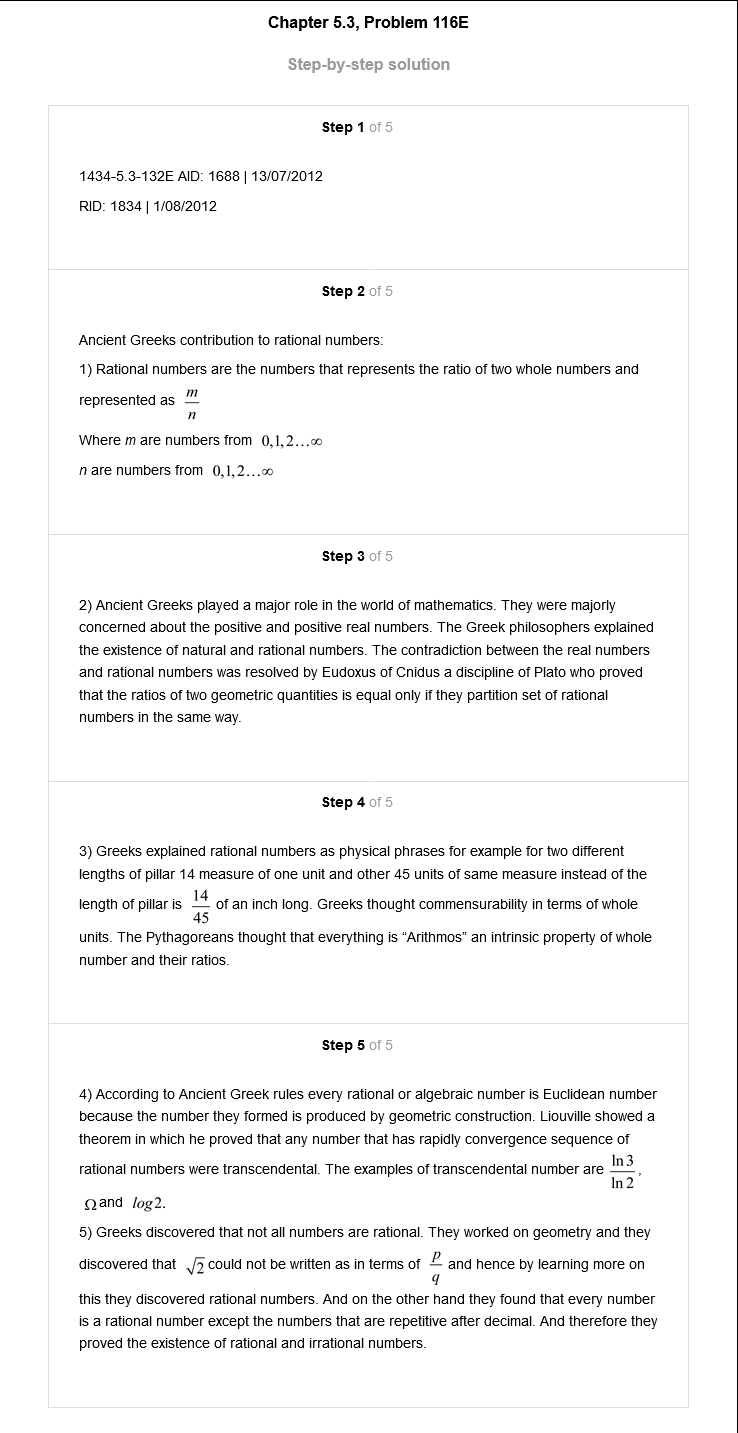 Chapter 5.3, Problem 116E
Step-by-step solution
Step 1 of 5
1434-5.3-132E AID: 1688 | 13/07/2012
RID: 1834 | 1/08/2012
Step 2 of 5
Ancient Greeks contribution to rational numbers:
1) Rational numbers are the numbers that represents the ratio of two whole numbers and
represented as m/n
Where m are numbers from 0,1,2...∞
n are numbers from 0,1,2...∞
Step 3 of 5
2) Ancient Greeks played a major role in the world of mathematics. They were majorly
concerned about the positive and positive real numbers. The Greek philosophers explained
the existence of natural and rational numbers. The contradiction between the real numbers
and rational numbers was resolved by Eudoxus of Cnidus a discipline of Plato who proved
that the ratios of two geometric quantities is equal only if they partition set of rational
numbers in the same way.
Step 4 of 5
3) Greeks explained rational numbers as physical phrases for example for two different
lengths of pillar 14 measure of one unit and other 45 units of same measure instead of the
length of pillar is 14/45 of an inch long. Greeks thought commensurability in terms of whole
units. The Pythagoreans thought that everything is “Arithmos” an intrinsic property of whole
number and their ratios.
Step 5 of 5
4) According to Ancient Greek rules every rational or algebraic number is Euclidean number
because the number they formed is produced by geometric construction. Liouville showed a
theorem in which he proved that any number that has rapidly convergence sequence of
rational numbers were transcendental. The examples of transcendental number are ln 3/ln 2,
Ω and log2.
5) Greeks discovered that not all numbers are rational. They worked on geometry and they
discovered that √2 could not be written as in terms of p/q and hence by learning more on
this they discovered rational numbers. And on the other hand they found that every number
is a rational number except the numbers that are repetitive after decimal. And therefore they
proved the existence of rational and irrational numbers.